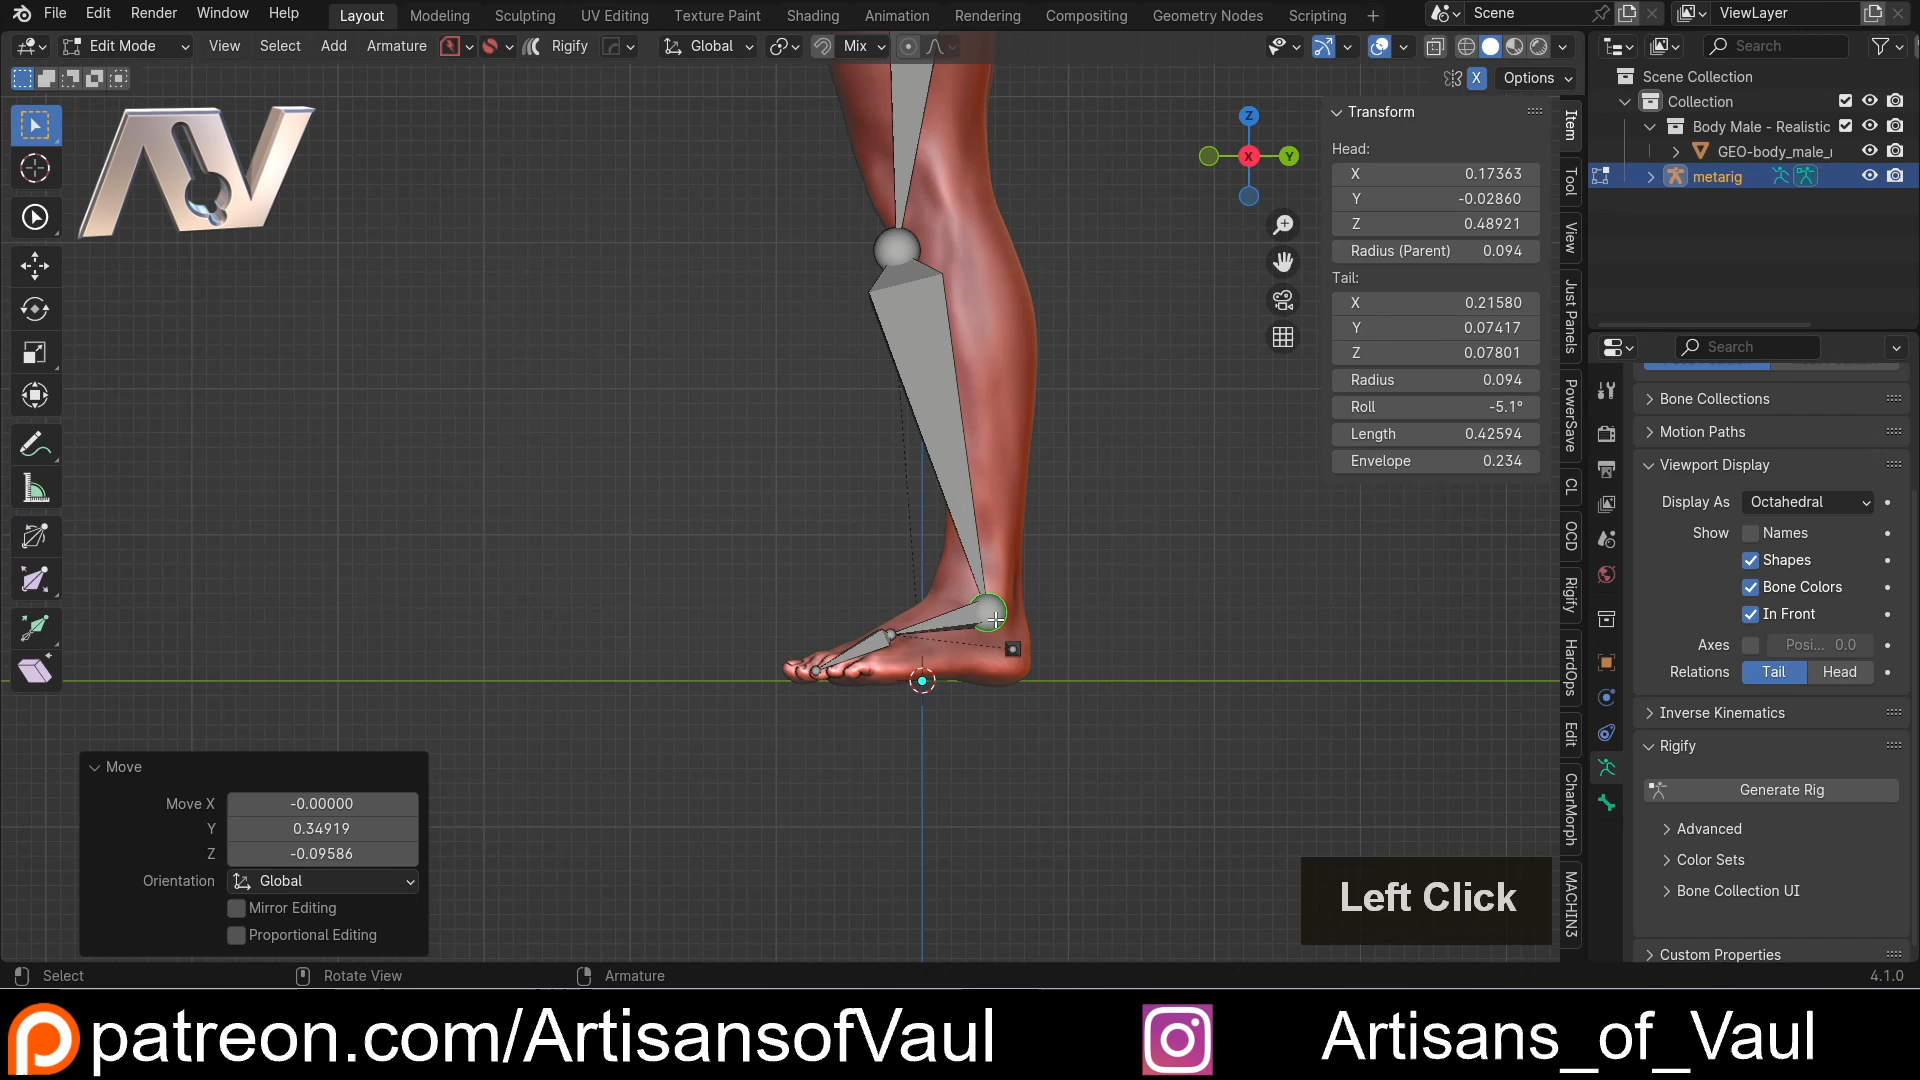 File Edit Render Window Help Layout Modeling Sculpting UV Editing Texture Paint Shading Animation Rendering Compositing Geometry Nodes Scripting + Scene ViewLayer
Edit Mode View Select Add Armature Rigify Global Mix Search
X Options
AV
Z
X
Y
Transform
Head:
X 0.17363
Y -0.02860
Z 0.48921
Radius (Parent) 0.094
Tail:
X 0.21580
Y 0.07417
Z 0.07801
Radius 0.094
Roll -5.1°
Length 0.42594
Envelope 0.234
Item
Tool
View
Just Panels
PowerSave
CL
OCD
Rigify
HardOps
Edit
CharMorph
MACHIN3
Scene Collection
Collection
Body Male - Realistic
GEO-body_male_
metarig
Search
Bone Collections
Motion Paths
Viewport Display
Display As Octahedral
Show Names
Shapes
Bone Colors
In Front
Axes Posi... 0.0
Relations Tail Head
Inverse Kinematics
Rigify
Generate Rig
Advanced
Color Sets
Bone Collection UI
Custom Properties
Move
Move X -0.00000
Y 0.34919
Z -0.09586
Orientation Global
Mirror Editing
Proportional Editing
Left Click
Select Rotate View Armature 4.1.0
patreon.com/ArtisansofVaul Artisans_of_Vaul